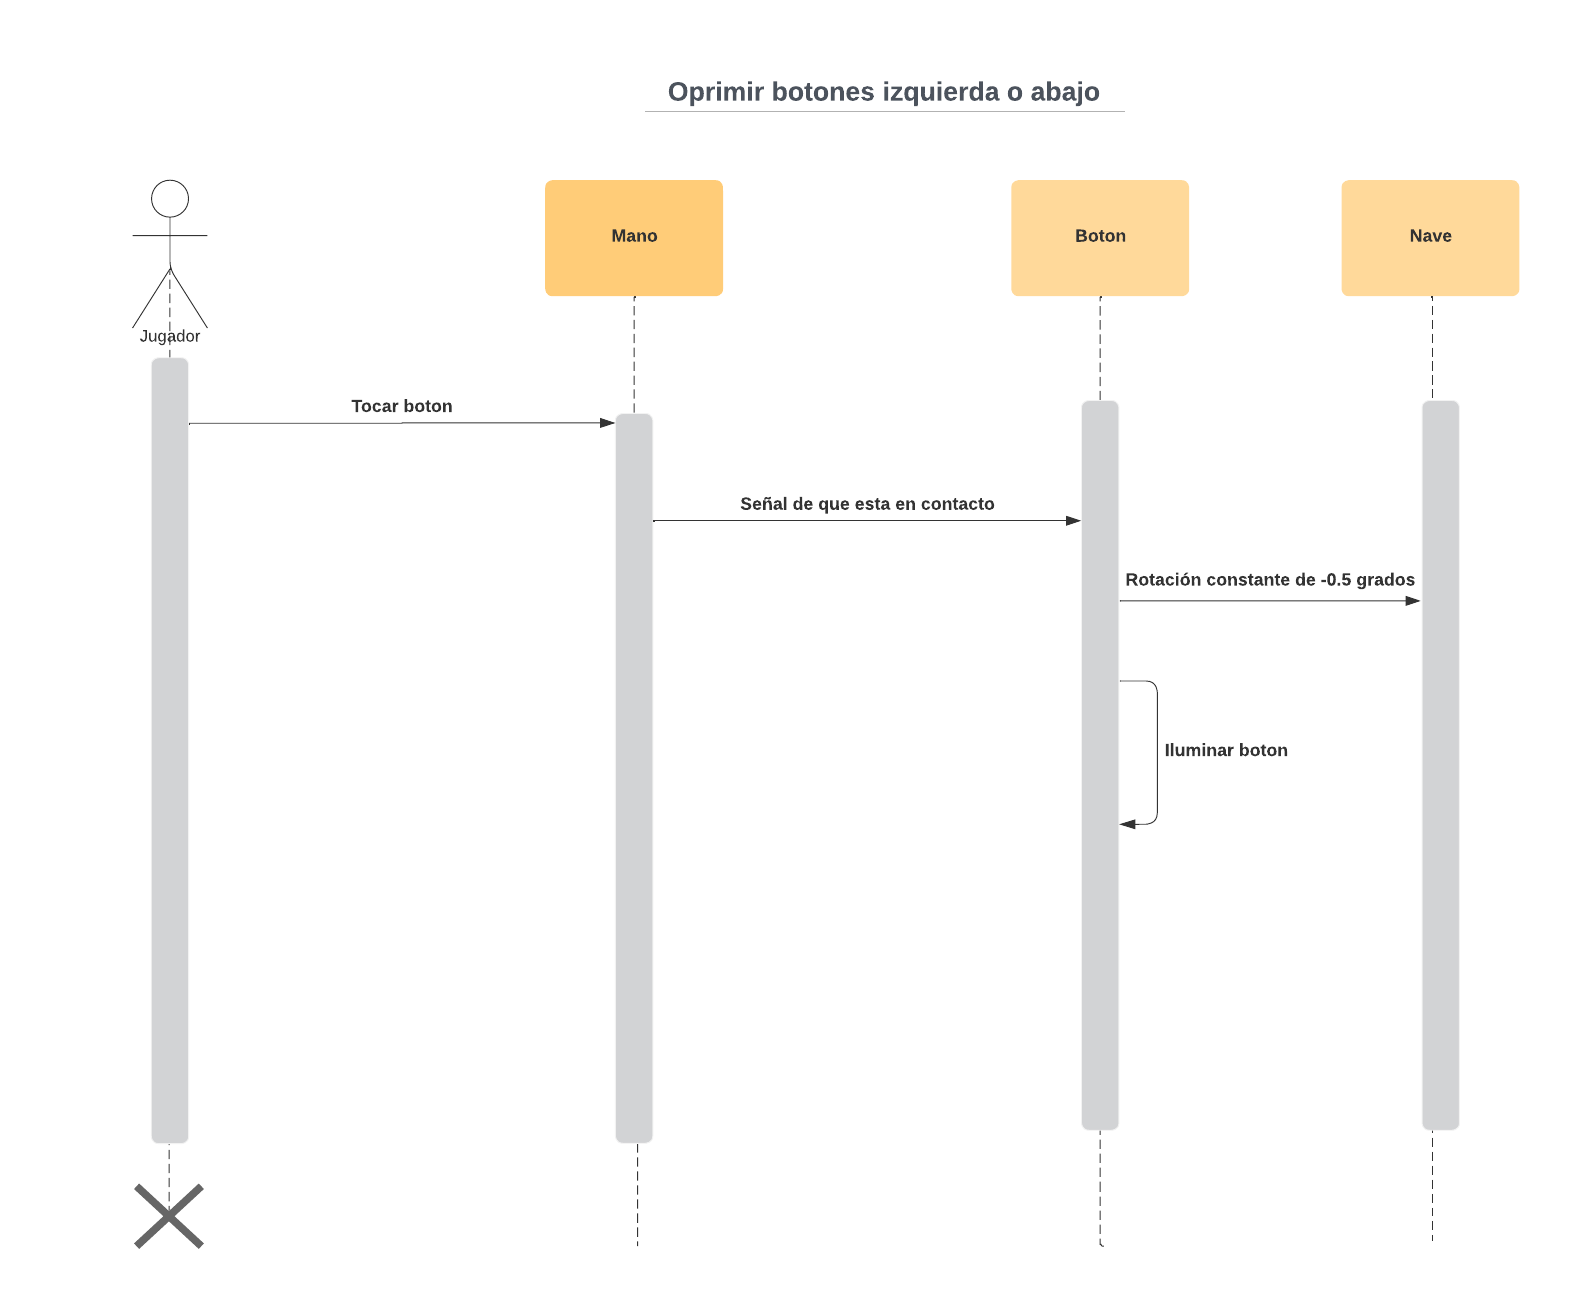 Oprimir botones izquierda o abajo
Jugador
Mano
Boton
Nave
Tocar boton
Señal de que esta en contacto
Rotación constante de -0.5 grados
Iluminar boton